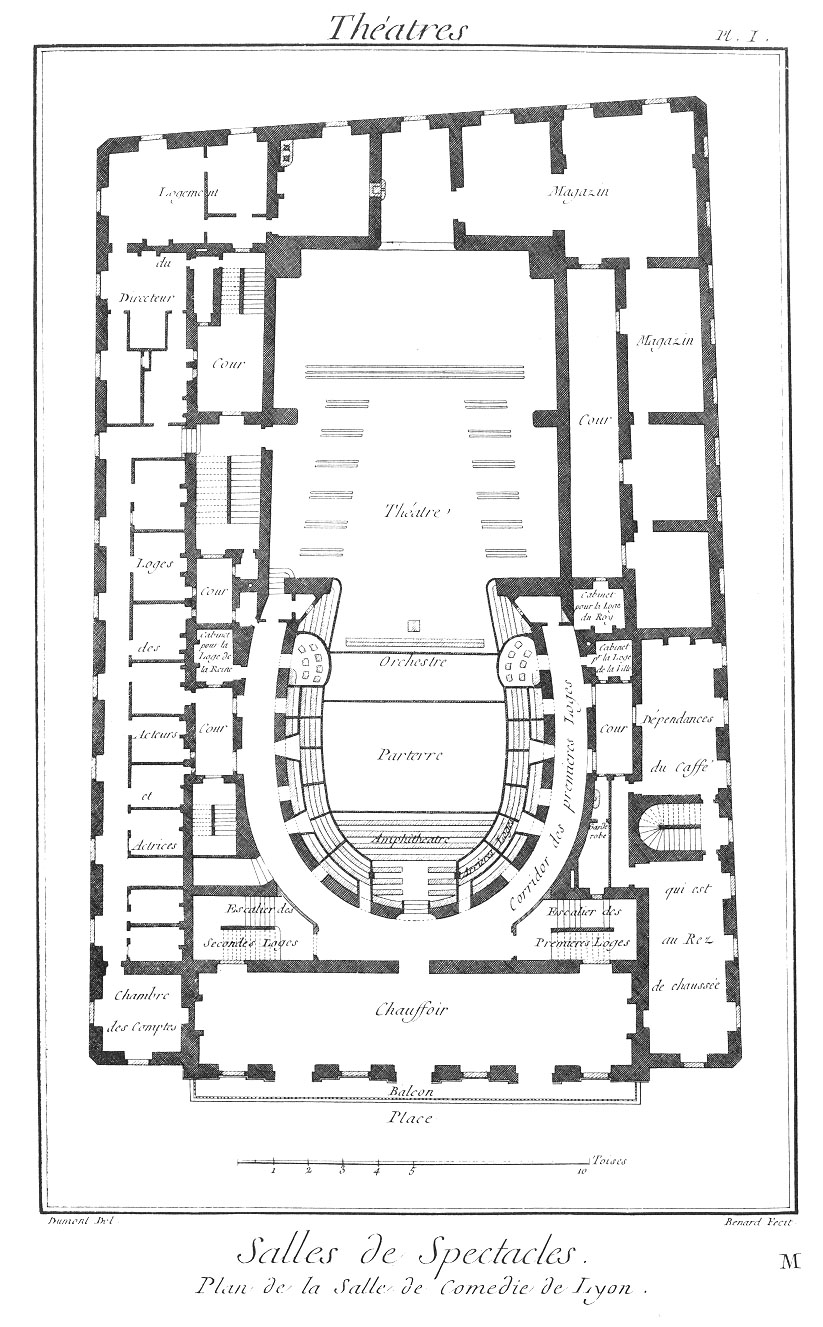 Théatres
Pl. I.
Logement
du
Directeur
Magazin
Magazin
Cour
Cour
Théatre
Loges
des
Acteurs
et
Actrices
Cour
Cabinet
pour la
Loge de
la Reine
Cour
Cabinet
pour la Loge
du Roy
Cabinet
pr la Loge
de la Ville
Cour
Orchestre
Parterre
Amphithéatre
Corridor des premieres Loges
garde
robe
Dépendances
du Caffé
qui est
au Rez
de chaussée
Escalier des
Secondes Loges
Escalier des
Premieres Loges
Chambre
des Comptes
Chauffoir
Balcon
Place
1 2 3 4 5 10 Toises
Dumont Del
Benard Fecit
Salles de Spectacles.
M
Plan de la Salle de Comedie de Lyon.